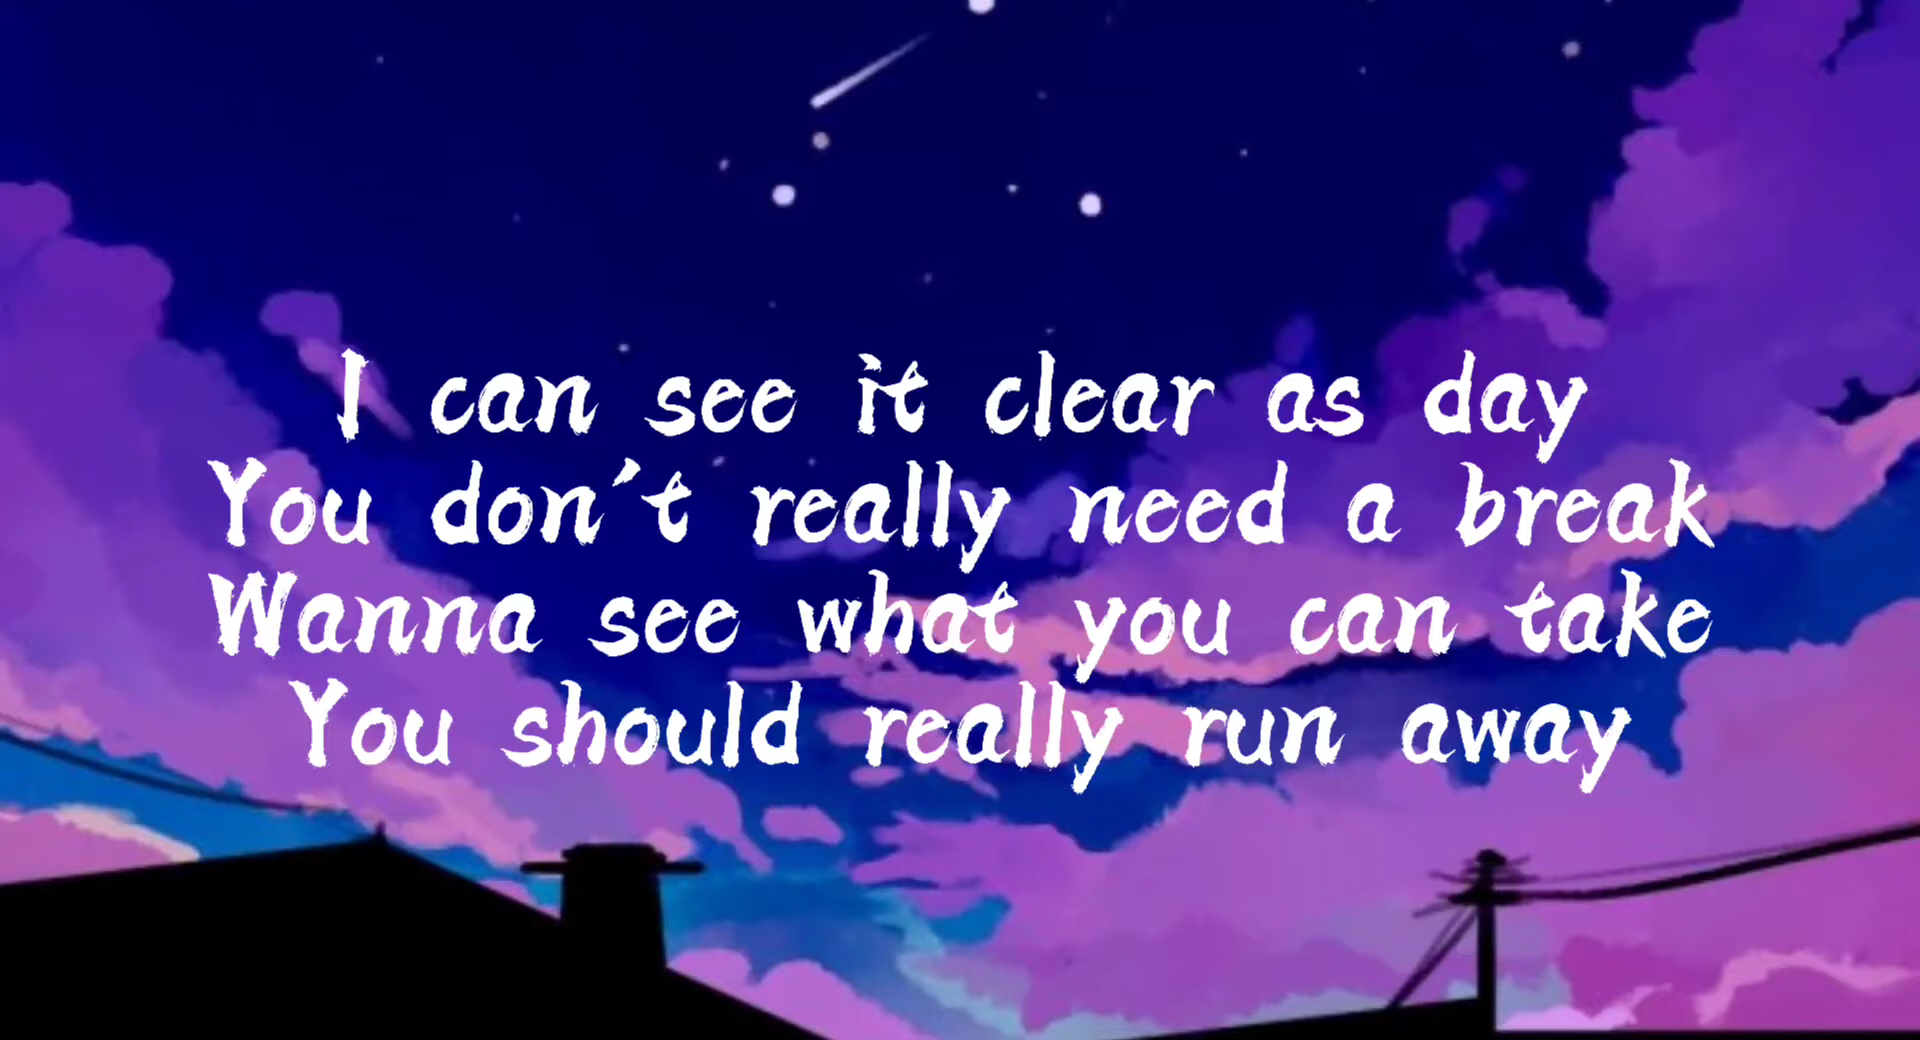 I can see it clear as day
You don't really need a break
Wanna see what you can take
You should really run away